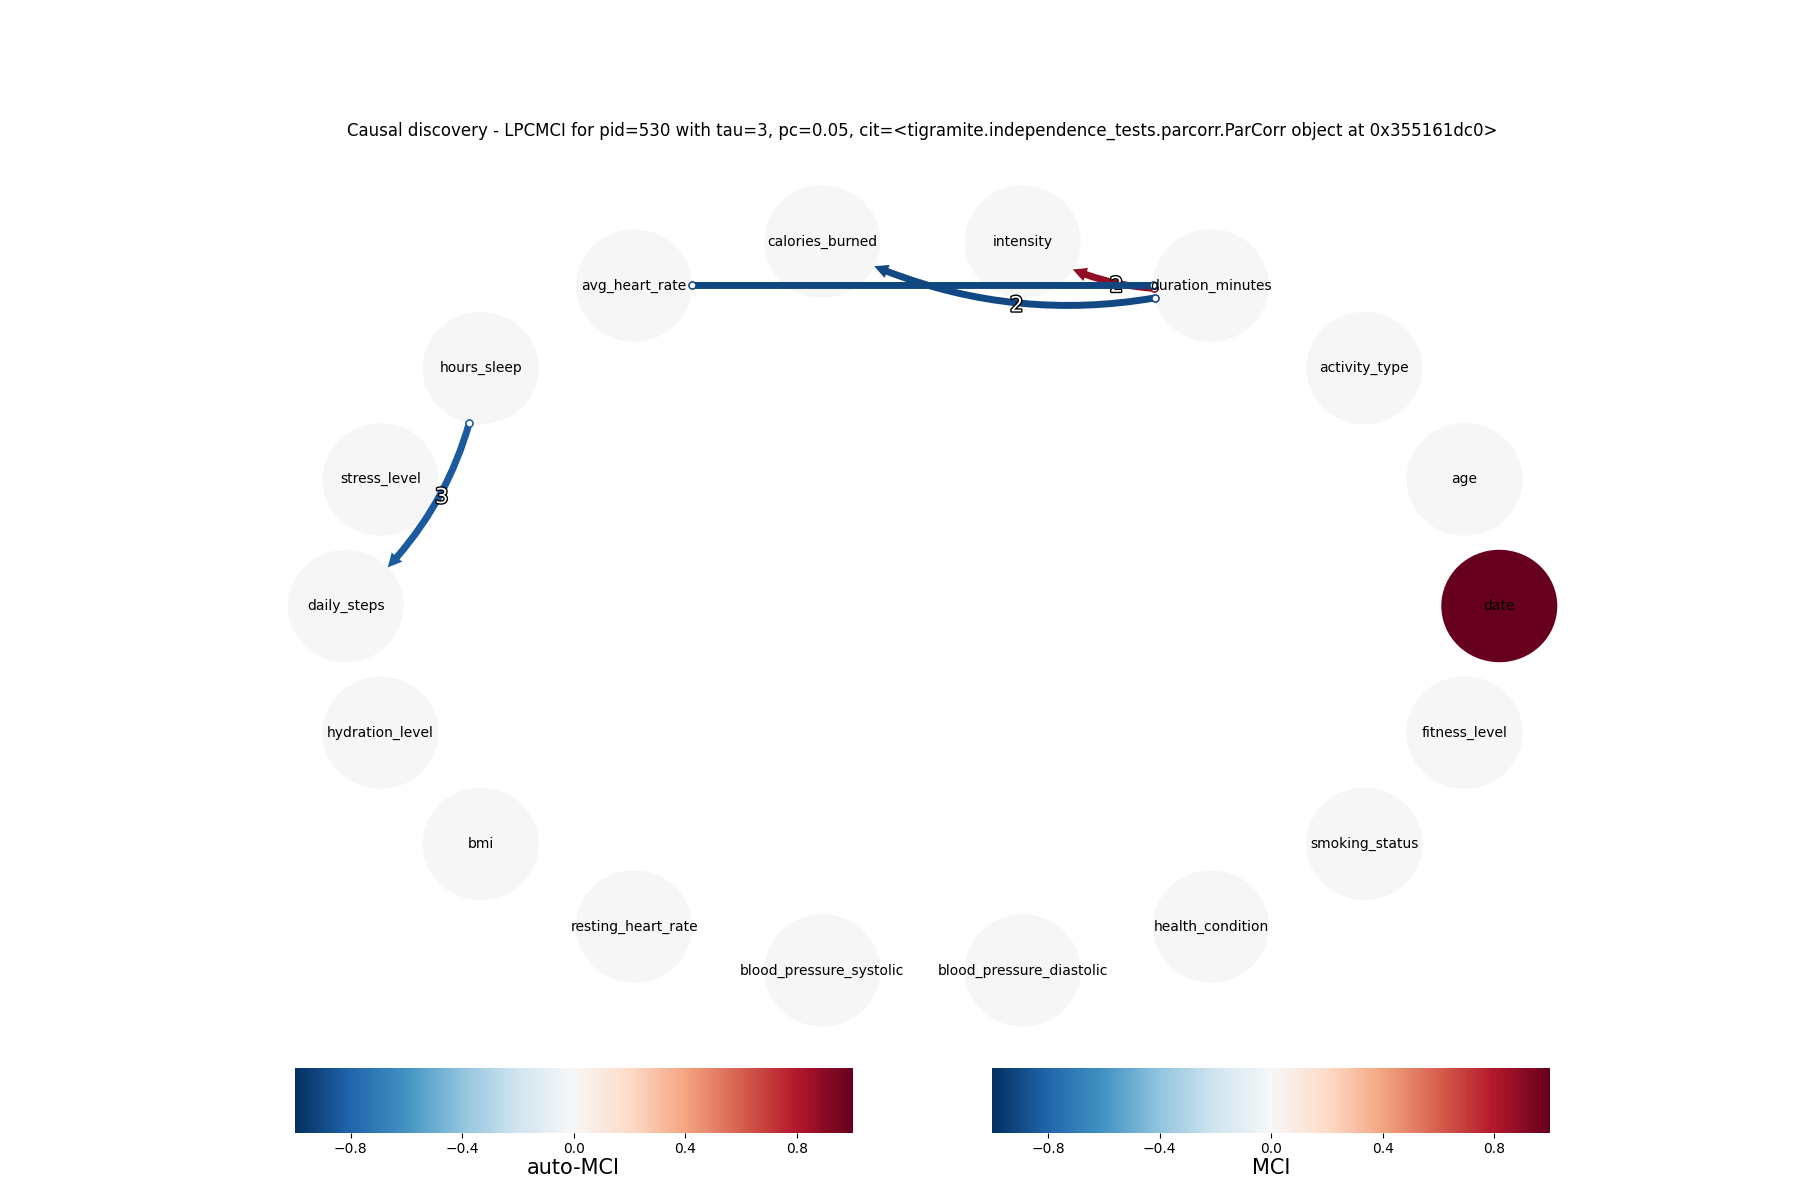 Causal discovery - LPCMCI for pid=530 with tau=3, pc=0.05, cit=<tigramite.independence_tests.parcorr.ParCorr object at 0x355161dc0>
calories_burned
intensity
avg_heart_rate
duration_minutes
2
2
hours_sleep
activity_type
stress_level
age
3
daily_steps
date
hydration_level
fitness_level
bmi
smoking_status
resting_heart_rate
health_condition
blood_pressure_systolic
blood_pressure_diastolic
−0.8 −0.4 0.0 0.4 0.8
auto-MCI
−0.8 −0.4 0.0 0.4 0.8
MCI